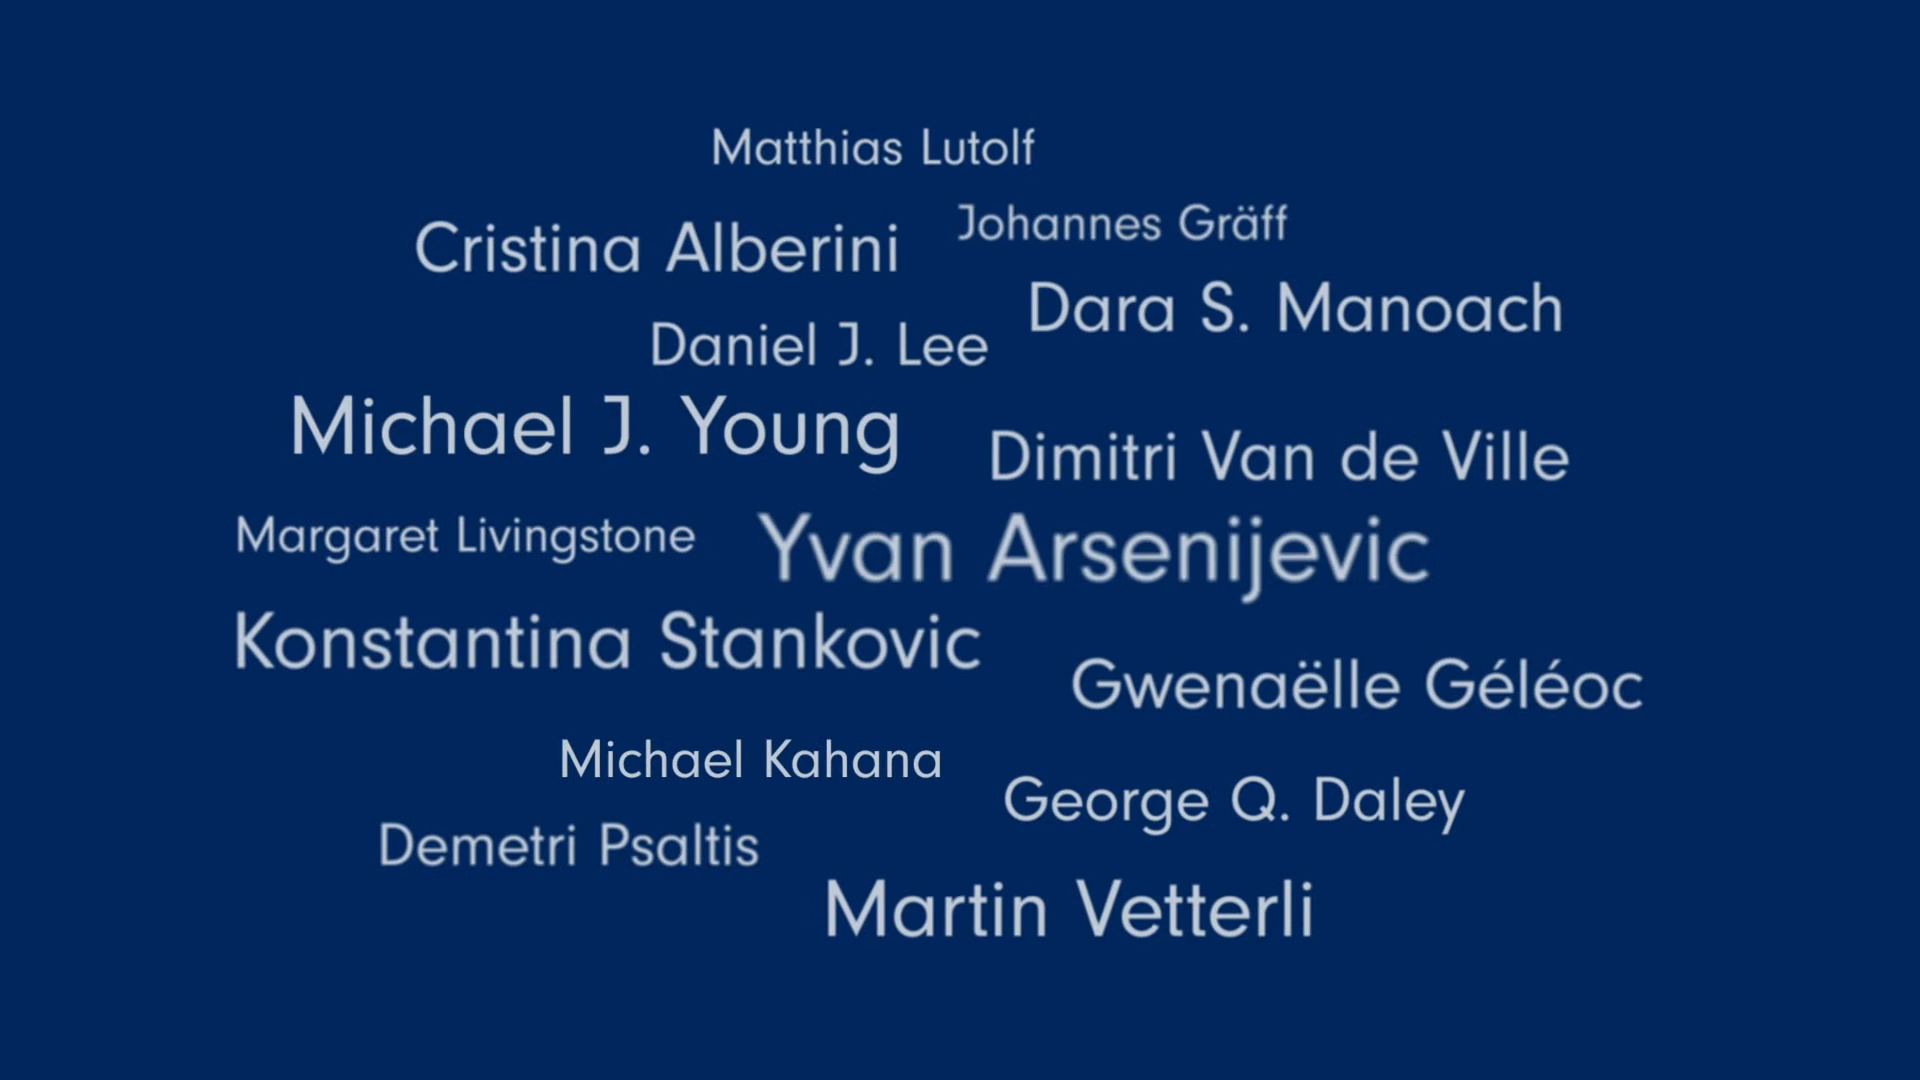 Matthias Lutolf
Johannes Gräff
Cristina Alberini
Dara S. Manoach
Daniel J. Lee
Michael J. Young
Dimitri Van de Ville
Margaret Livingstone
Yvan Arsenijevic
Konstantina Stankovic
Gwenaëlle Géléoc
Michael Kahana
George Q. Daley
Demetri Psaltis
Martin Vetterli